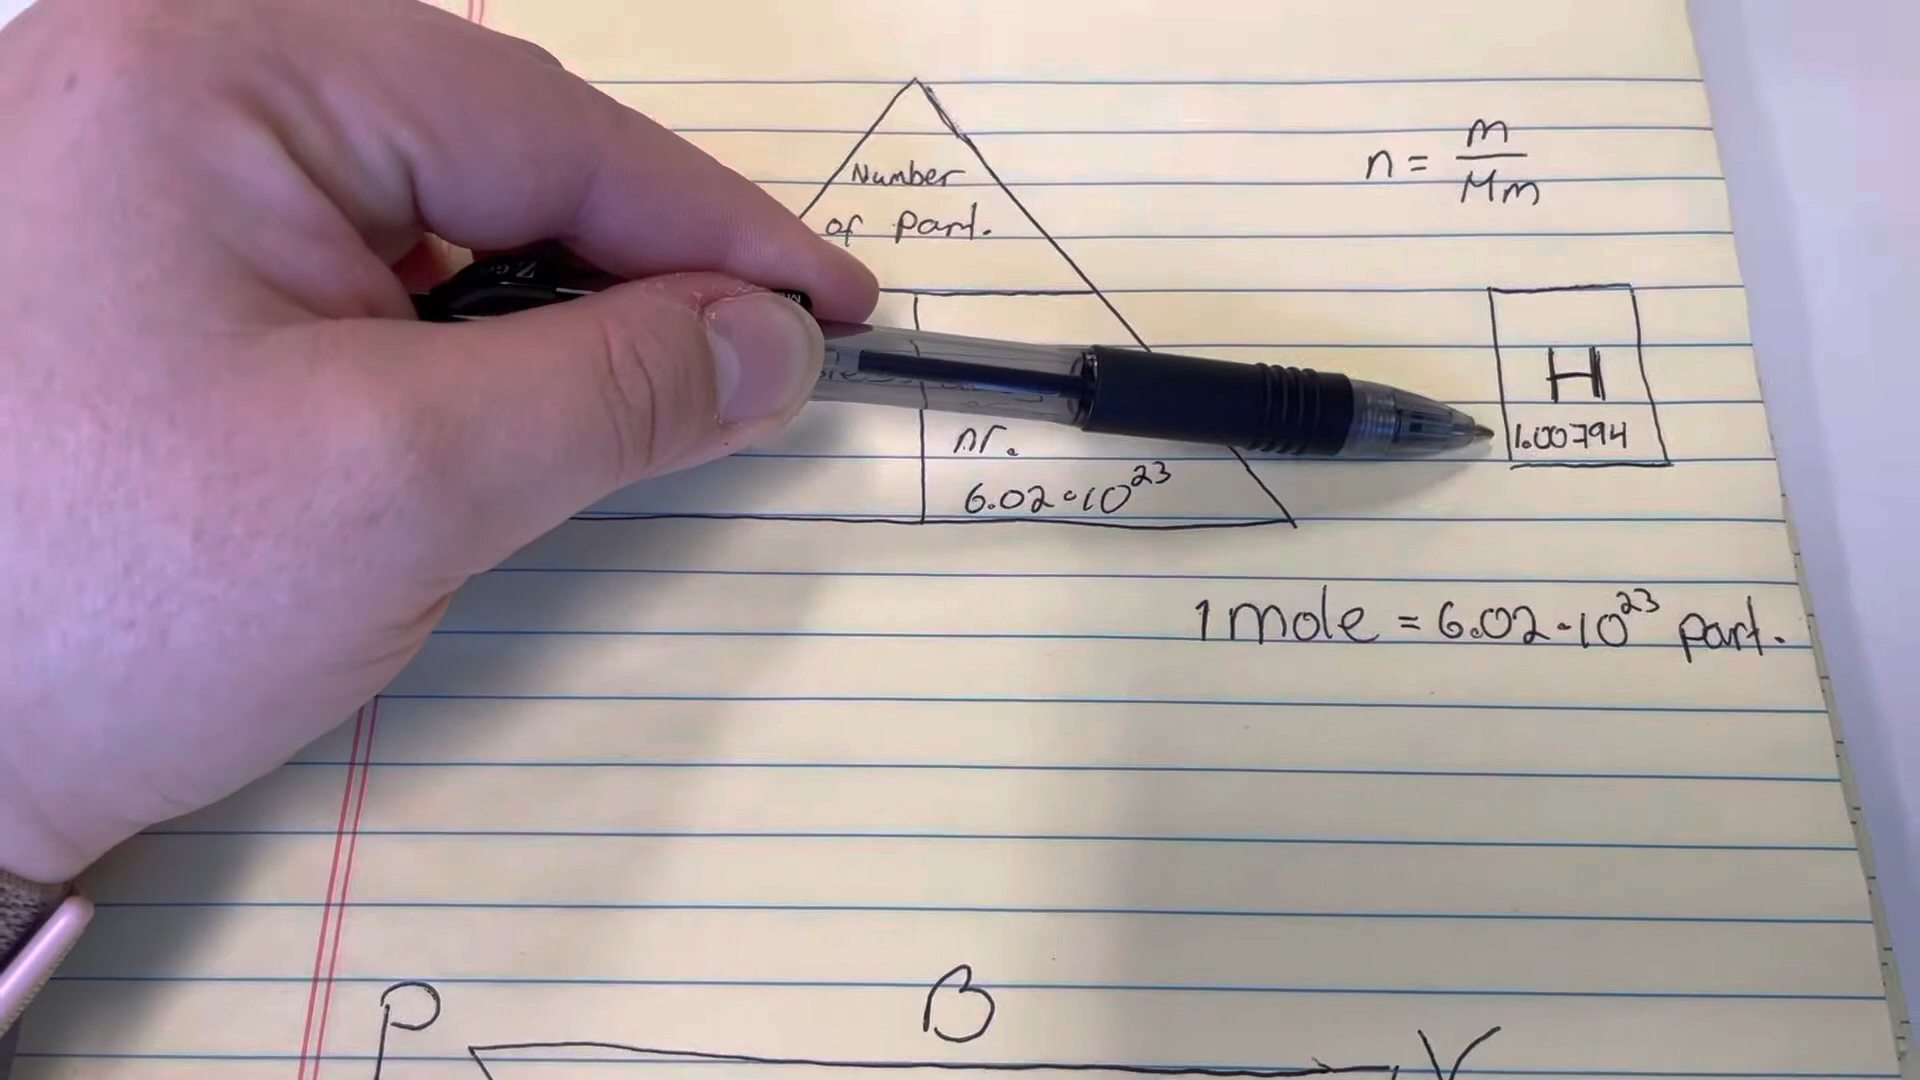 Number
of part.
n = m / Mm
H
1.00794
nr.
6.02·10²³
1 mole = 6.02·10²³ part.
P
B
V